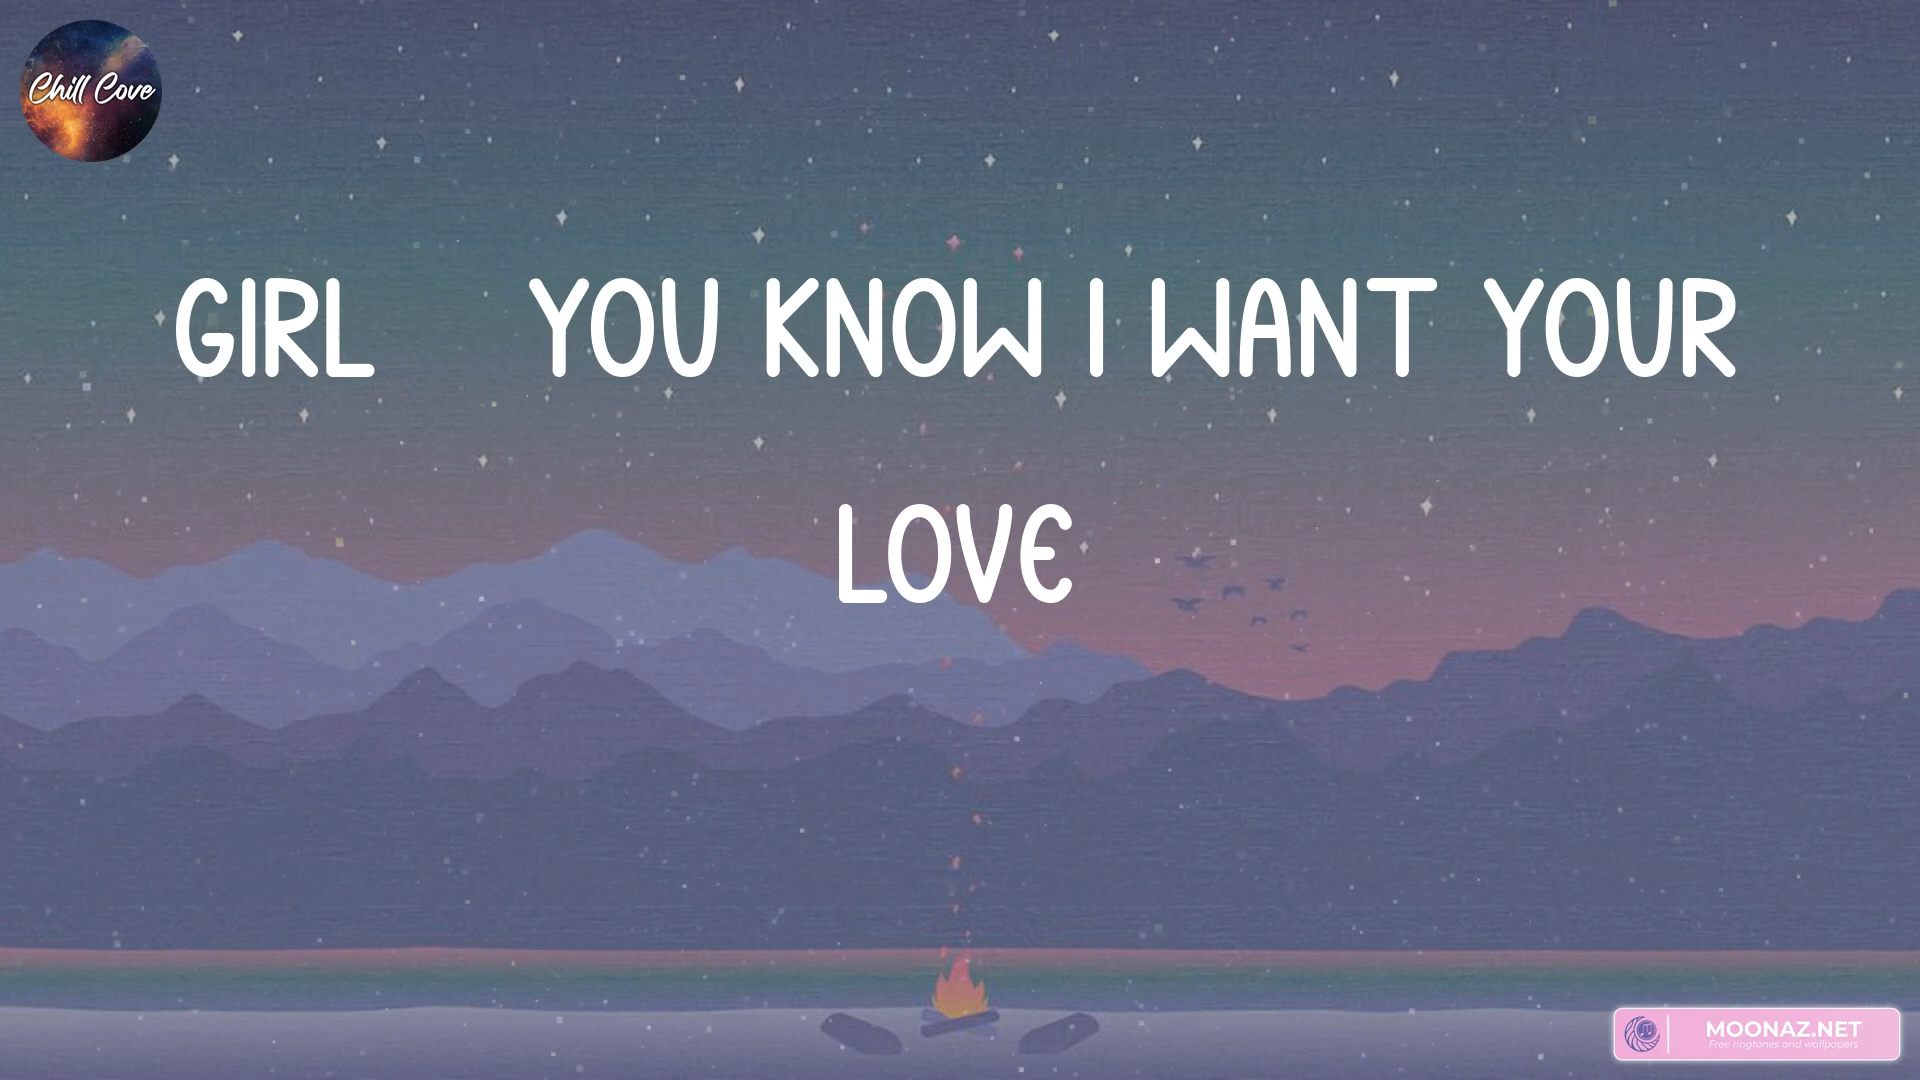 Chill Cove
GIRL YOU KNOW I WANT YOUR
LOVE
MOONAZ.NET
Free ringtones and wallpapers